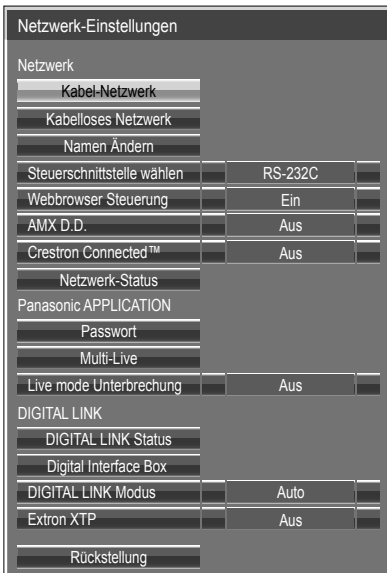 Netzwerk-Einstellungen
Netzwerk
Kabel-Netzwerk
Kabelloses Netzwerk
Namen Ändern
Steuerschnittstelle wählen RS-232C
Webbrowser Steuerung Ein
AMX D.D. Aus
Crestron Connected™ Aus
Netzwerk-Status
Panasonic APPLICATION
Passwort
Multi-Live
Live mode Unterbrechung Aus
DIGITAL LINK
DIGITAL LINK Status
Digital Interface Box
DIGITAL LINK Modus Auto
Extron XTP Aus
Rückstellung